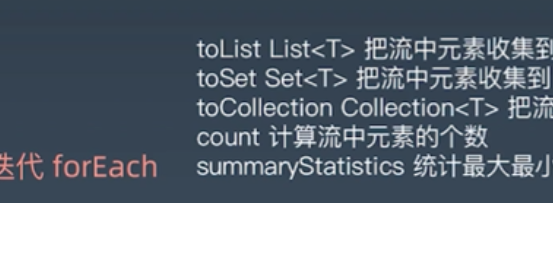 toList List<T> 把流中元素收集到
toSet Set<T> 把流中元素收集到
toCollection Collection<T> 把流
count 计算流中元素的个数
迭代 forEach
summaryStatistics 统计最大最小